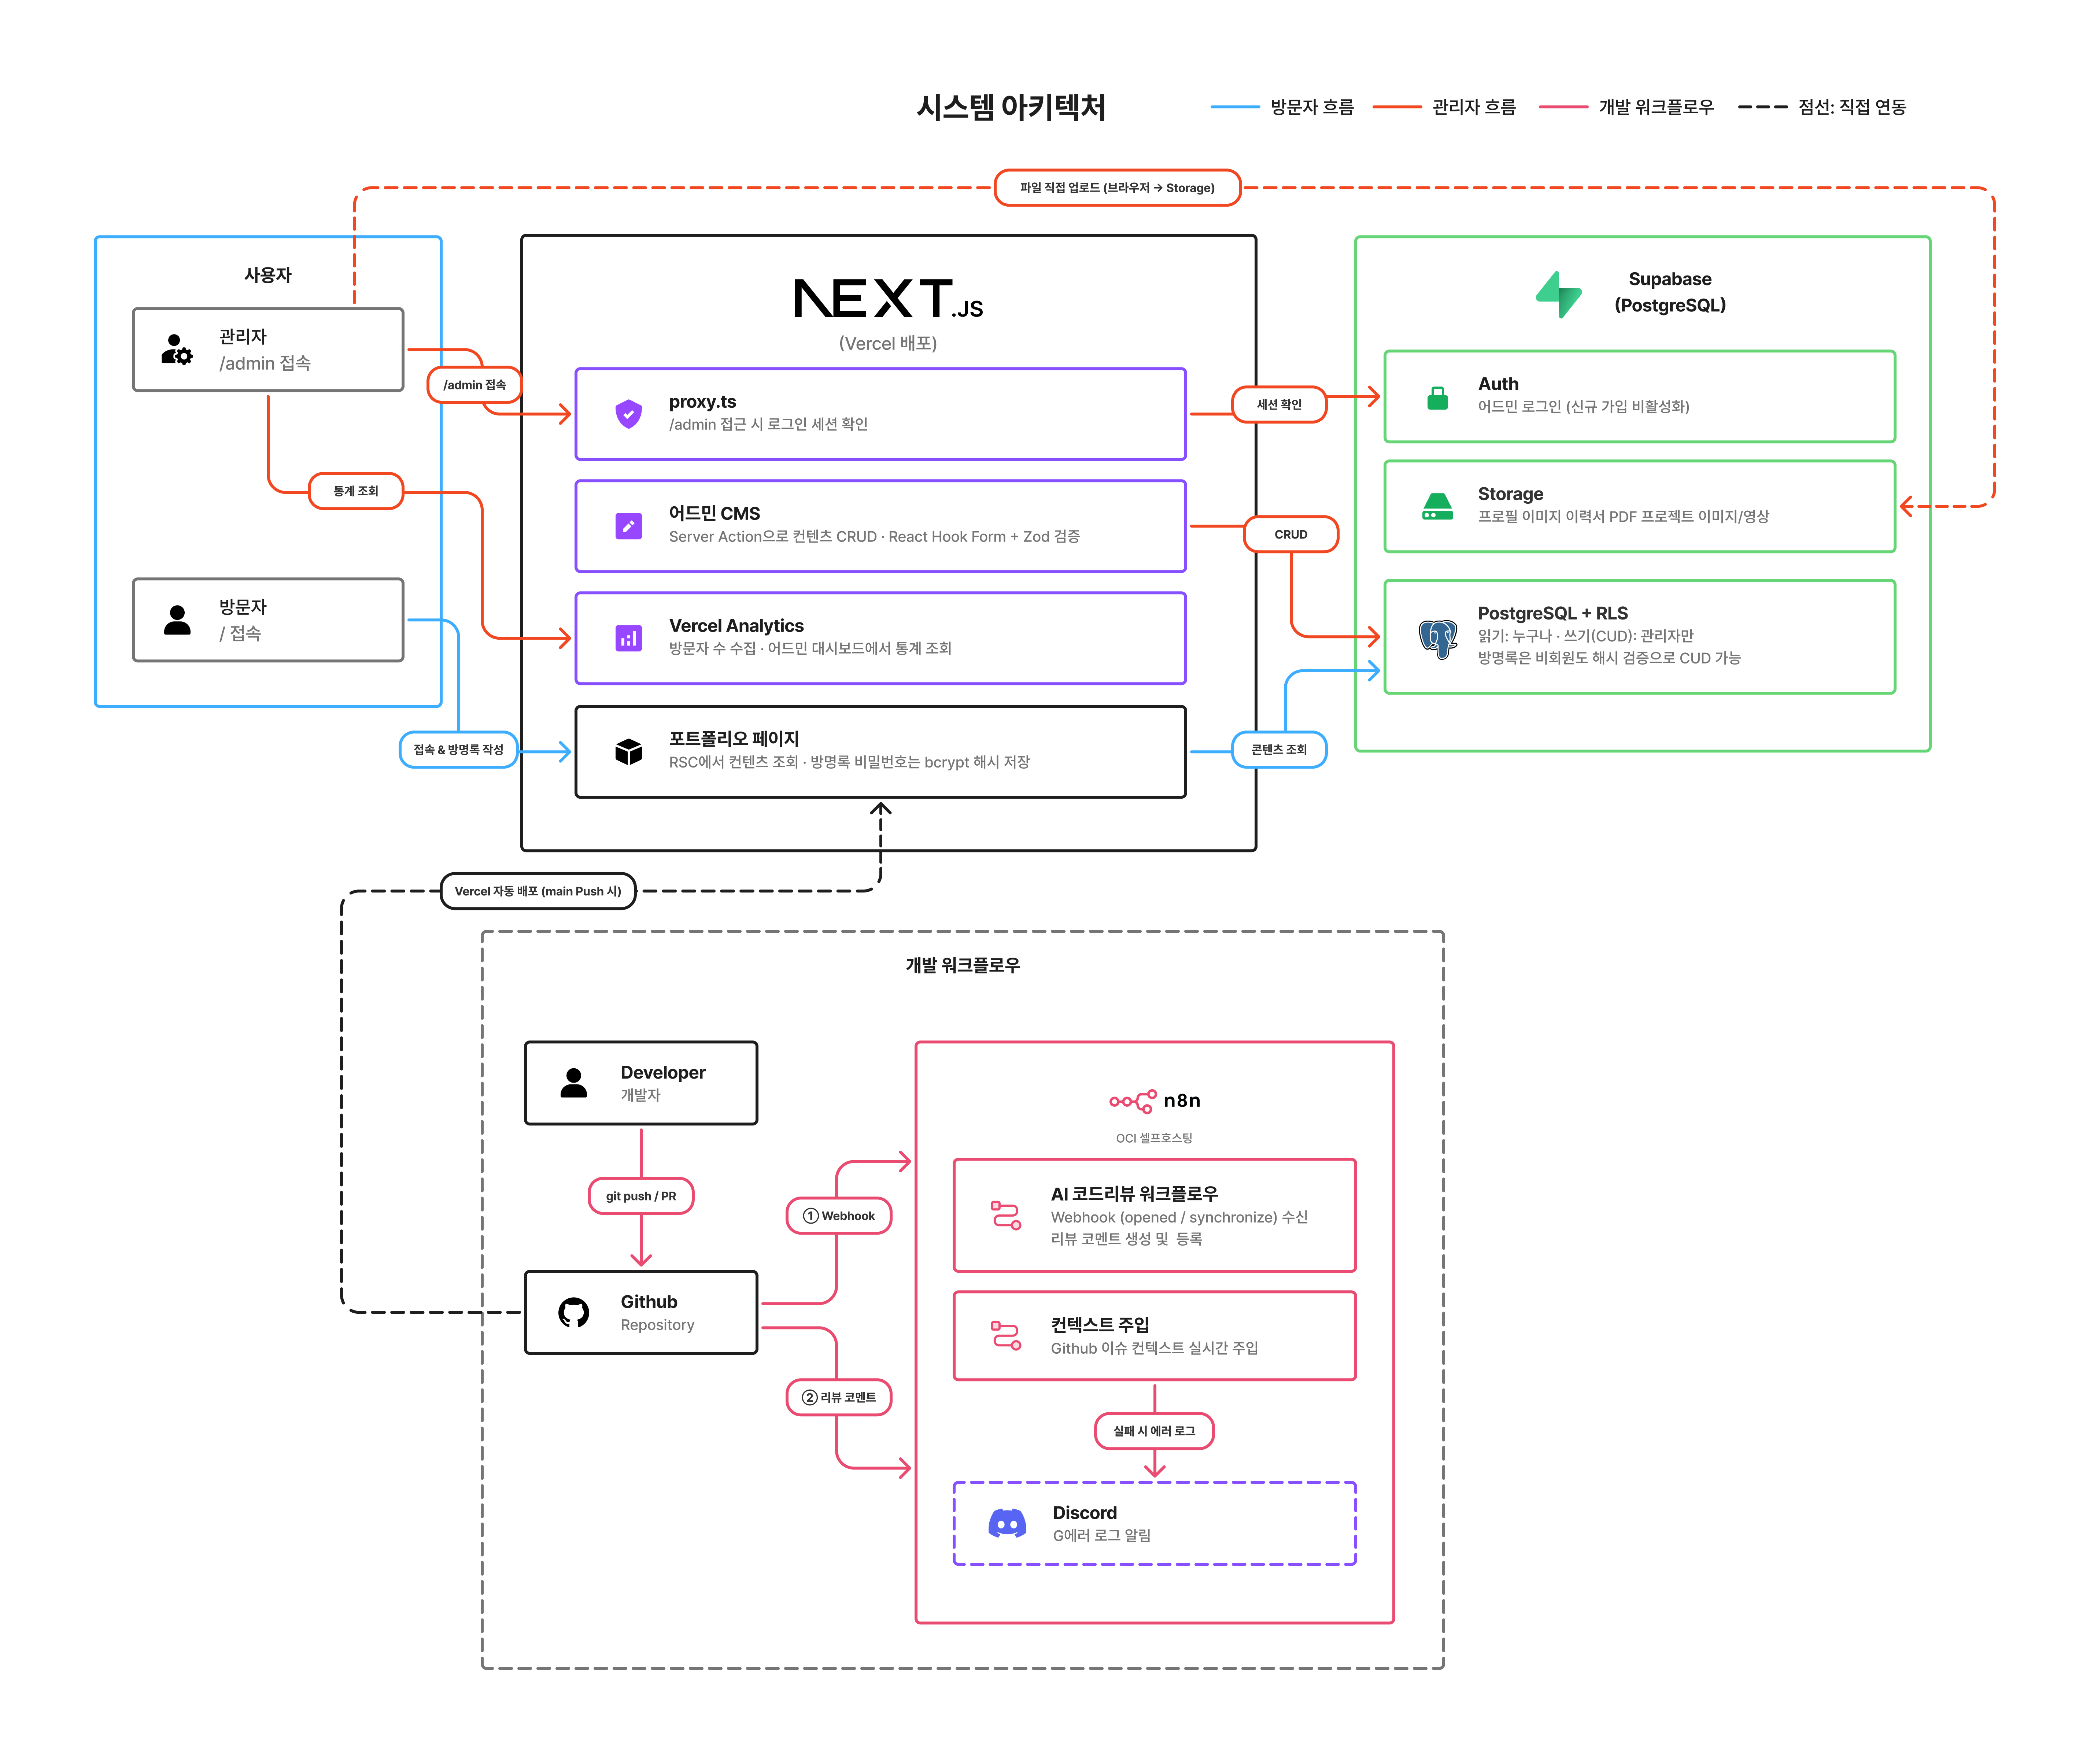 시스템 아키텍처
방문자 흐름
관리자 흐름
개발 워크플로우
점선: 직접 연동
파일 직접 업로드 (브라우저 → Storage)
사용자
관리자
/admin 접속
방문자
/ 접속
/admin 접속
통계 조회
접속 & 방명록 작성
NEXT.JS
(Vercel 배포)
proxy.ts
/admin 접근 시 로그인 세션 확인
어드민 CMS
Server Action으로 컨텐츠 CRUD · React Hook Form + Zod 검증
Vercel Analytics
방문자 수 수집 · 어드민 대시보드에서 통계 조회
포트폴리오 페이지
RSC에서 컨텐츠 조회 · 방명록 비밀번호는 bcrypt 해시 저장
세션 확인
CRUD
콘텐츠 조회
Supabase
(PostgreSQL)
Auth
어드민 로그인 (신규 가입 비활성화)
Storage
프로필 이미지 이력서 PDF 프로젝트 이미지/영상
PostgreSQL + RLS
읽기: 누구나 · 쓰기(CUD): 관리자만
방명록은 비회원도 해시 검증으로 CUD 가능
Vercel 자동 배포 (main Push 시)
개발 워크플로우
Developer
개발자
git push / PR
Github
Repository
① Webhook
② 리뷰 코멘트
n8n
OCI 셀프호스팅
AI 코드리뷰 워크플로우
Webhook (opened / synchronize) 수신
리뷰 코멘트 생성 및 등록
컨텍스트 주입
Github 이슈 컨텍스트 실시간 주입
실패 시 에러 로그
Discord
G에러 로그 알림